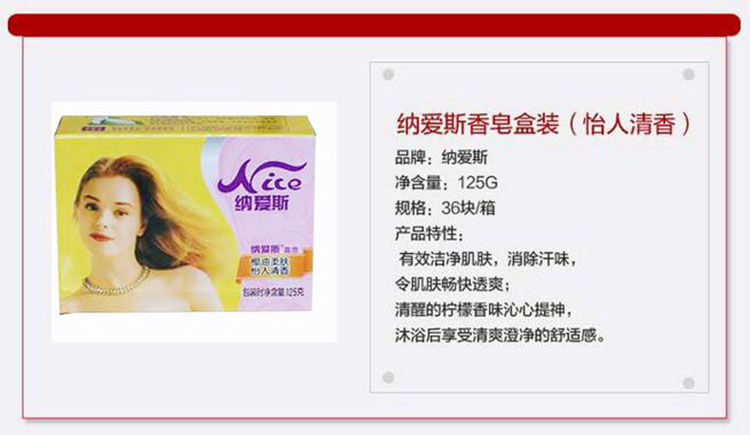 Nice
纳爱斯
纳爱斯®香皂
椰油柔肤
怡人清香
包装时净含量:125克
纳爱斯香皂盒装（怡人清香）
品牌：纳爱斯
净含量：125G
规格：36块/箱
产品特性：
有效洁净肌肤，消除汗味，
令肌肤畅快透爽；
清醒的柠檬香味沁心提神，
沐浴后享受清爽澄净的舒适感。